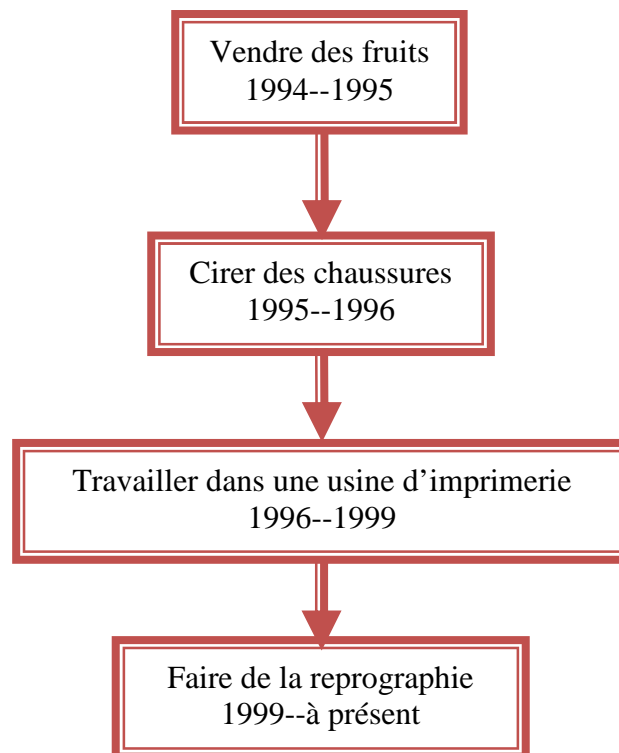 Vendre des fruits
1994--1995
Cirer des chaussures
1995--1996
Travailler dans une usine d’imprimerie
1996--1999
Faire de la reprographie
1999--à présent